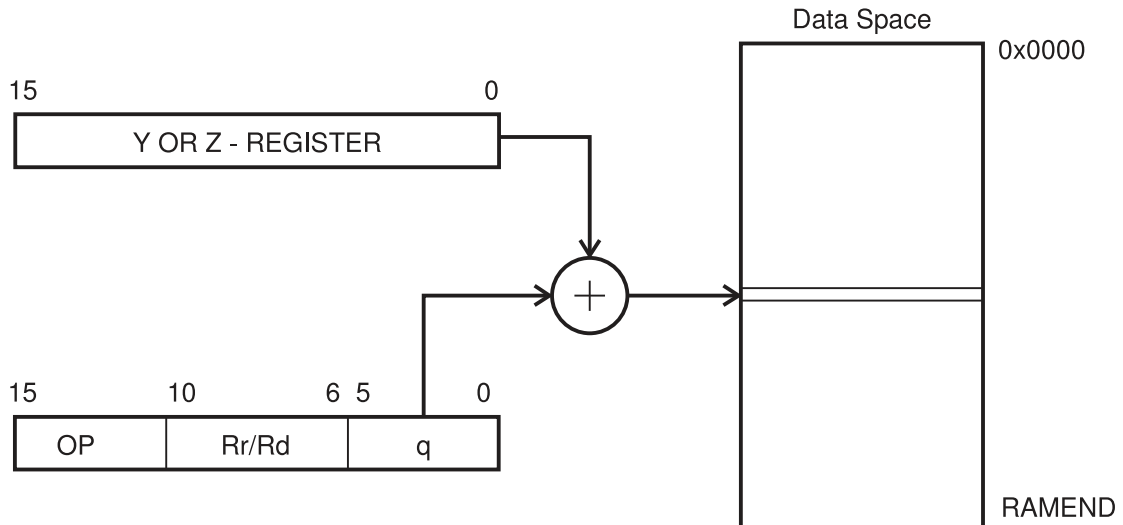 Data Space
0x0000
15 0
Y OR Z - REGISTER
+
15 10 6 5 0
OP Rr/Rd q
RAMEND